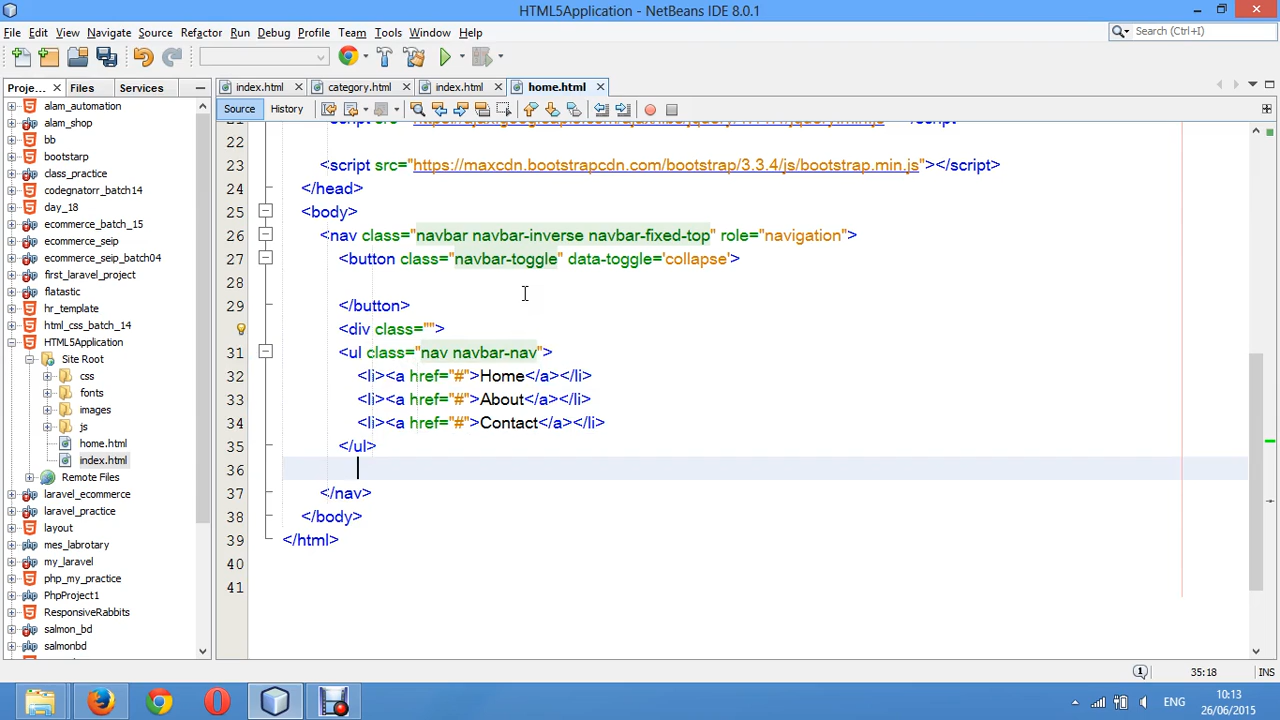 HTML5Application - NetBeans IDE 8.0.1
File Edit View Navigate Source Refactor Run Debug Profile Team Tools Window Help
Search (Ctrl+I)
Proje... Files Services
index.html category.html index.html home.html
Source History
alam_automation
alam_shop
bb
bootstarp
class_practice
codegnatorr_batch14
day_18
ecommerce_batch_15
ecommerce_seip
ecommerce_seip_batch04
first_laravel_project
flatastic
hr_template
html_css_batch_14
HTML5Application
Site Root
css
fonts
images
js
home.html
index.html
Remote Files
laravel_ecommerce
laravel_practice
layout
mes_labrotary
my_laravel
php_my_practice
PhpProject1
ResponsiveRabbits
salmon_bd
salmonbd
22
23 <script src="https://maxcdn.bootstrapcdn.com/bootstrap/3.3.4/js/bootstrap.min.js"></script>
24 </head>
25 <body>
26 <nav class="navbar navbar-inverse navbar-fixed-top" role="navigation">
27 <button class="navbar-toggle" data-toggle='collapse'>
28
29 </button>
<div class="">
31 <ul class="nav navbar-nav">
32 <li><a href="#">Home</a></li>
33 <li><a href="#">About</a></li>
34 <li><a href="#">Contact</a></li>
35 </ul>
36
37 </nav>
38 </body>
39 </html>
40
41
1 35:18 INS
ENG 10:13
26/06/2015